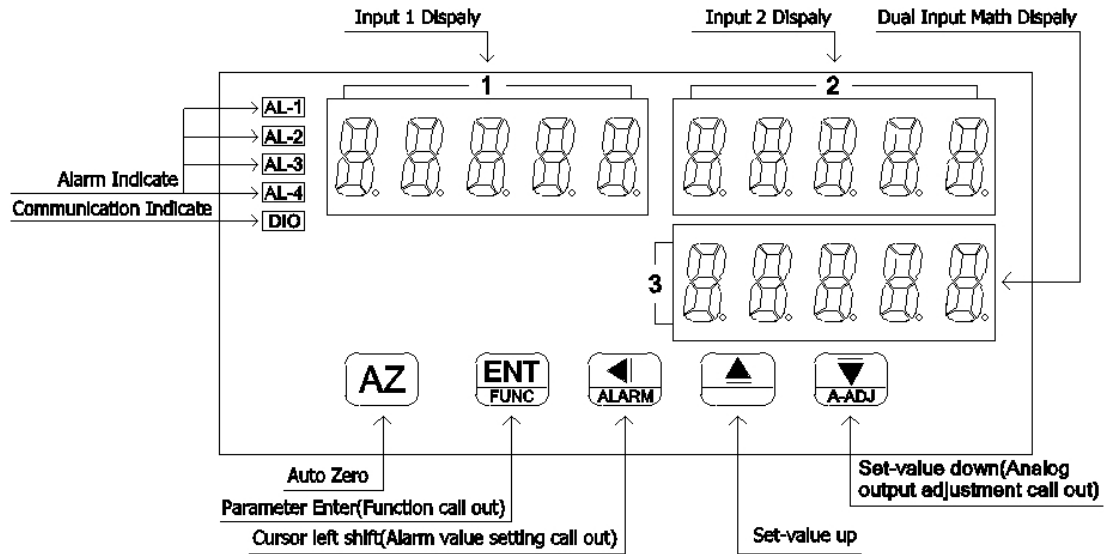 Input 1 Dispaly
Input 2 Dispaly
Dual Input Math Dispaly
1
2
AL-1
AL-2
AL-3
AL-4
DIO
Alarm Indicate
Communication Indicate
3
AZ
ENT
FUNC
ALARM
A-ADJ
Auto Zero
Parameter Enter(Function call out)
Cursor left shift(Alarm value setting call out)
Set-value up
Set-value down(Analog
output adjustment call out)